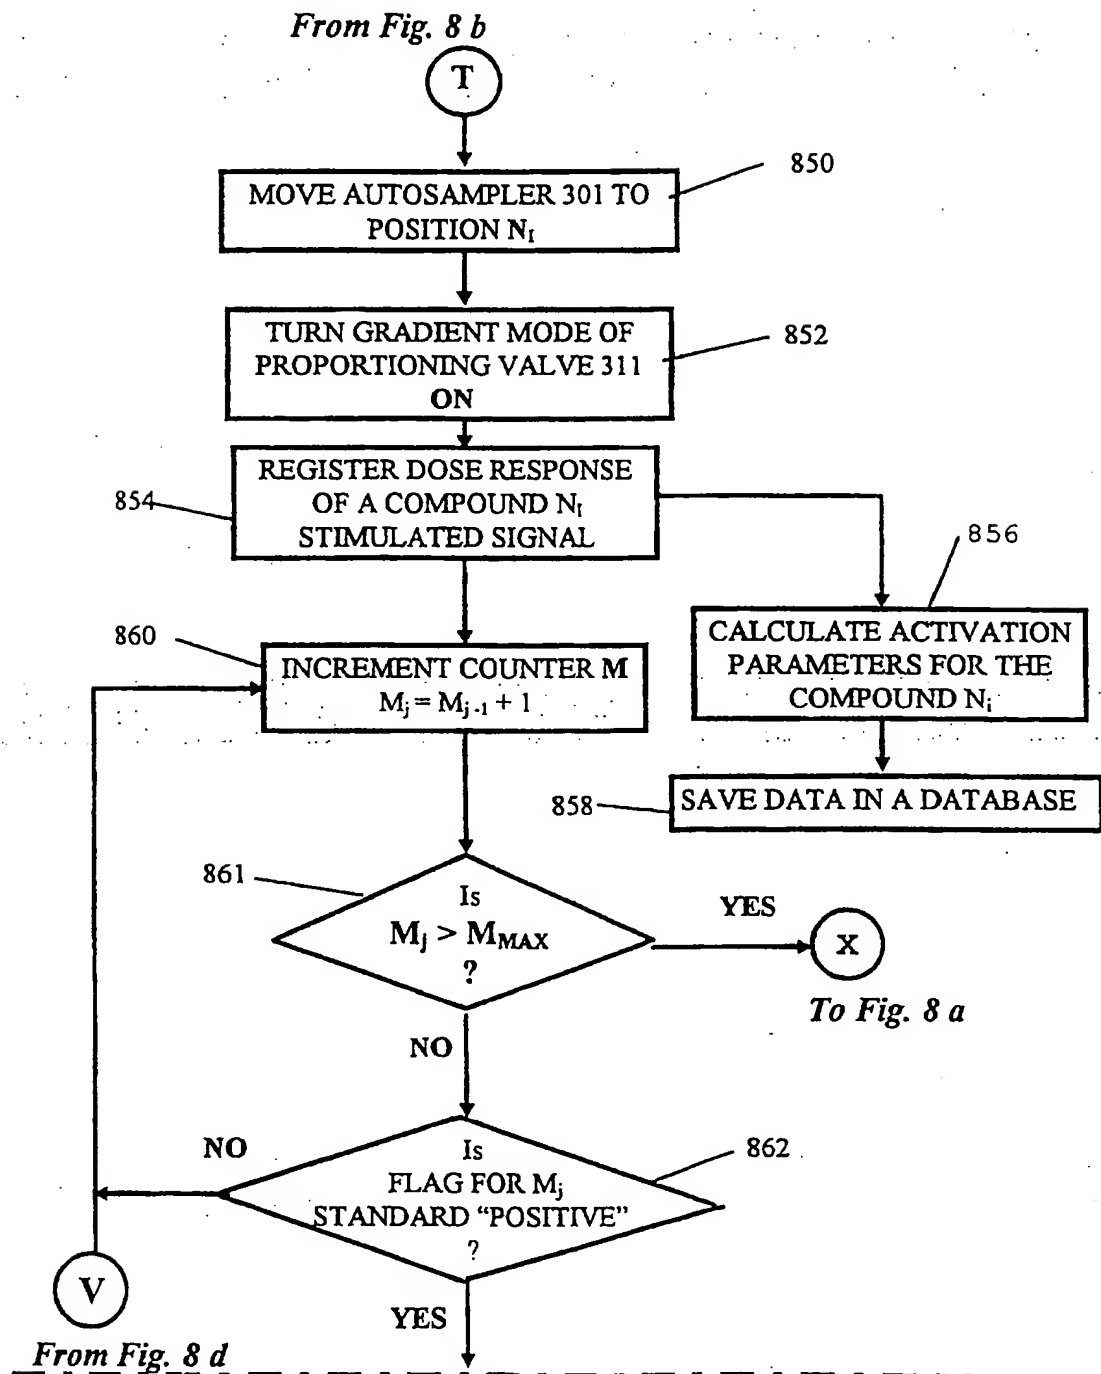 From Fig. 8 b
T
850
MOVE AUTOSAMPLER 301 TO
POSITION NI
TURN GRADIENT MODE OF
PROPORTIONING VALVE 311
ON
852
REGISTER DOSE RESPONSE
OF A COMPOUND NI
STIMULATED SIGNAL
854
856
CALCULATE ACTIVATION
PARAMETERS FOR THE
COMPOUND Ni
860
INCREMENT COUNTER M
Mj = Mj-1 + 1
858
SAVE DATA IN A DATABASE
861
Is
Mj > MMAX
?
YES
X
To Fig. 8 a
NO
NO
Is
FLAG FOR Mj
STANDARD “POSITIVE”
?
862
V
From Fig. 8 d
YES